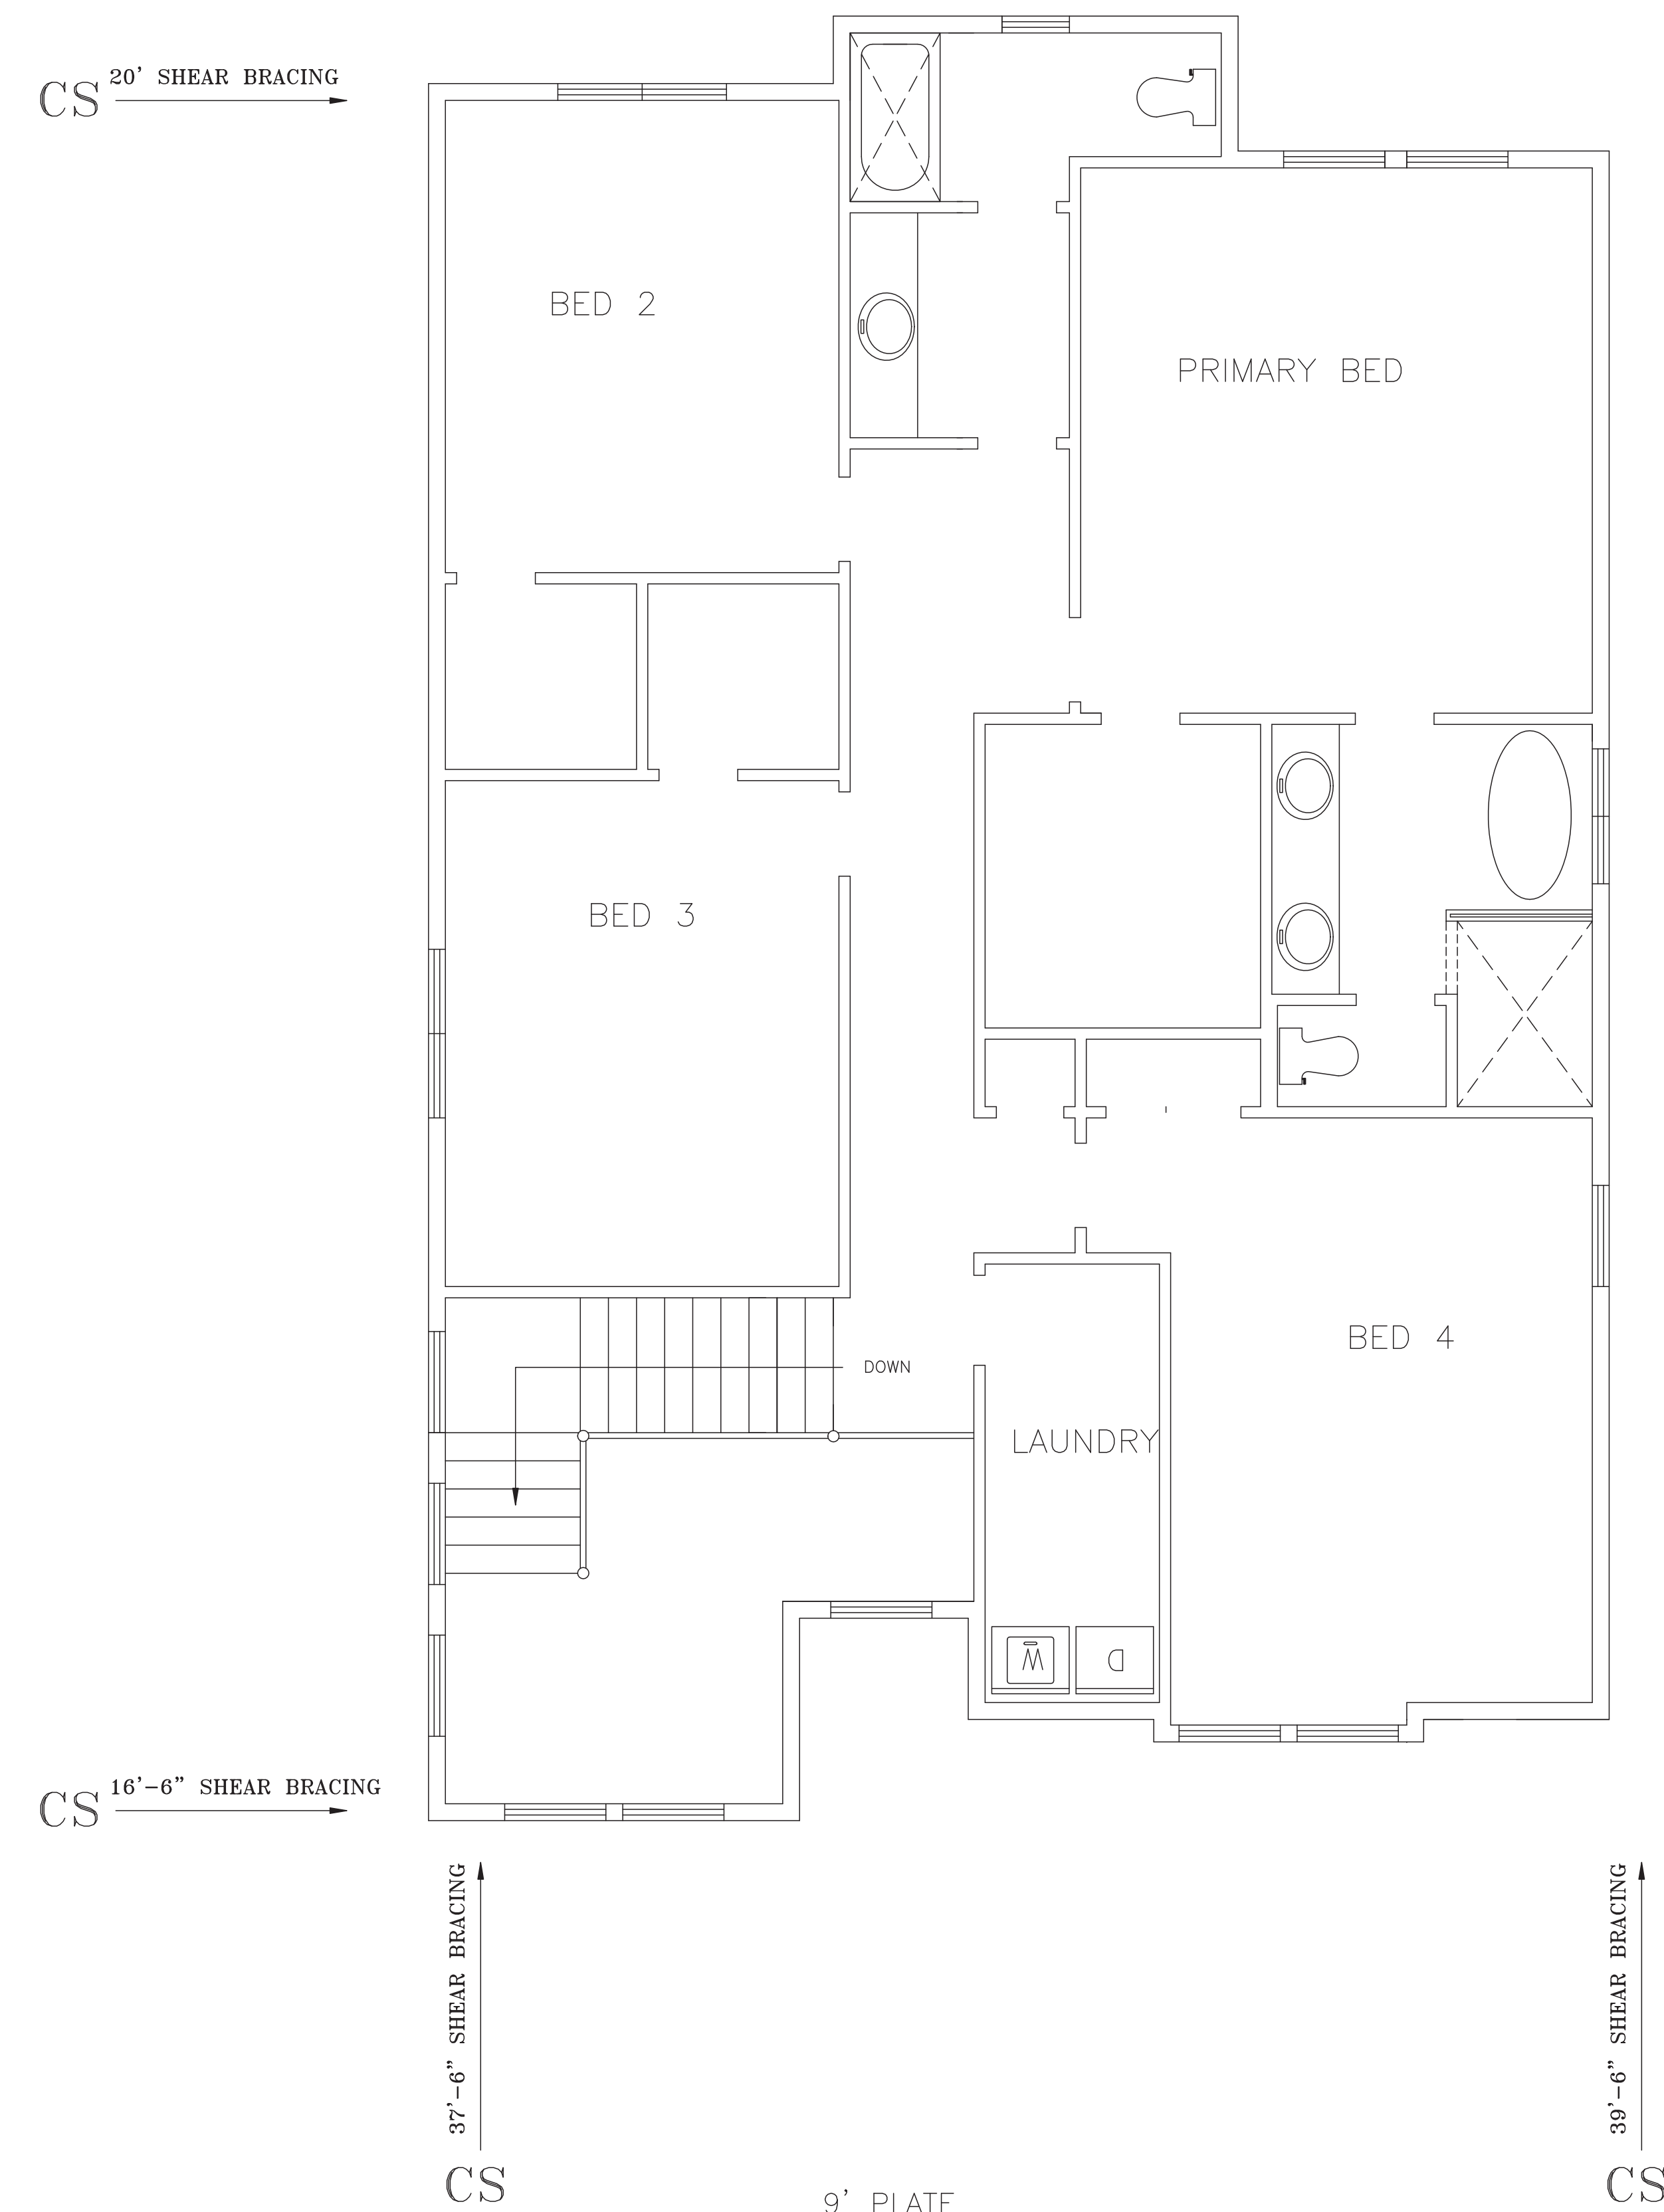 20' SHEAR BRACING
CS
BED 2
PRIMARY BED
BED 3
BED 4
DOWN
LAUNDRY
W
D
16'-6" SHEAR BRACING
CS
37'-6" SHEAR BRACING
CS
39'-6" SHEAR BRACING
CS
9' PLATE